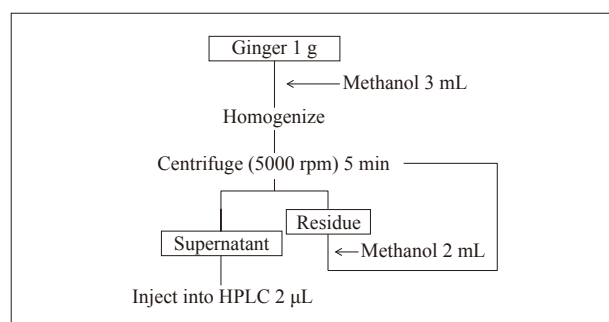 Ginger 1 g
Methanol 3 mL
Homogenize
Centrifuge (5000 rpm) 5 min
Residue
Supernatant
Methanol 2 mL
Inject into HPLC 2 μL